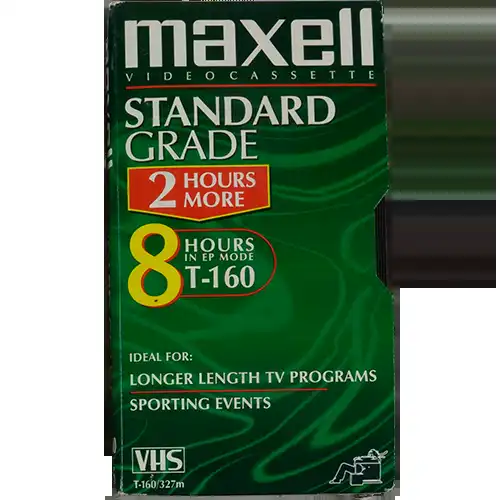 maxell
VIDEOCASSETTE
STANDARD
GRADE
2 HOURS
MORE
8 HOURS
IN EP MODE
T-160
IDEAL FOR:
LONGER LENGTH TV PROGRAMS
SPORTING EVENTS
VHS
T-160/327m